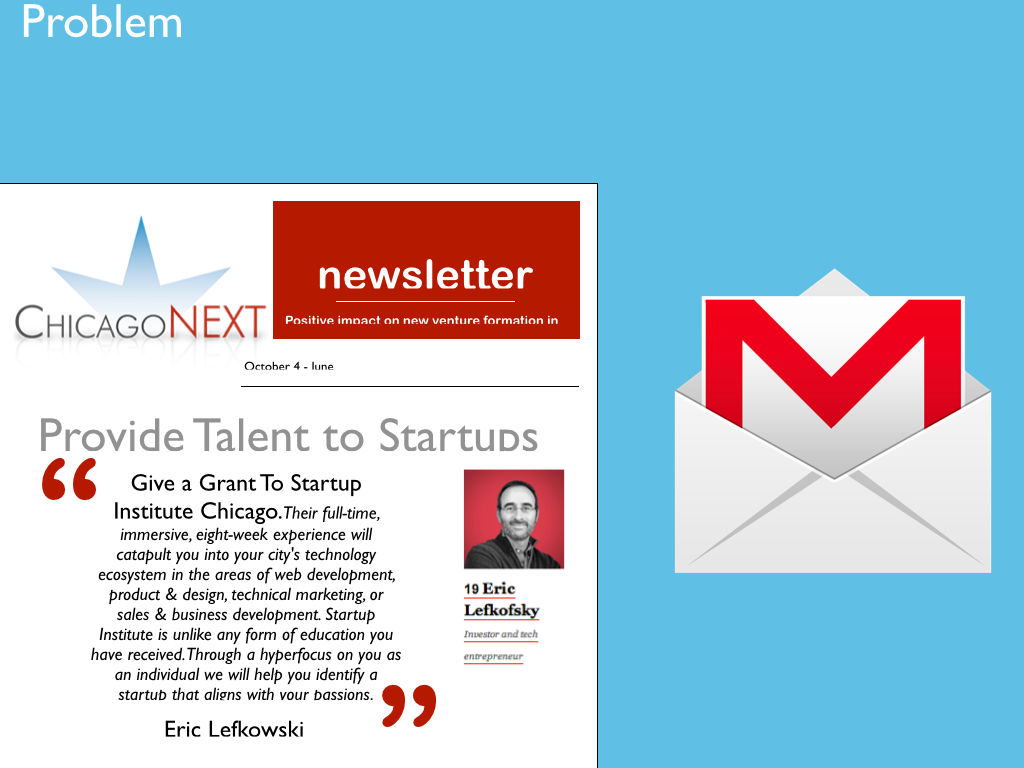 Problem
CHICAGONEXT
newsletter
Positive impact on new venture formation in
October 4 - June
Provide Talent to Startups
“
Give a Grant To Startup
Institute Chicago.Their full-time,
immersive, eight-week experience will
catapult you into your city's technology
ecosystem in the areas of web development,
product & design, technical marketing, or
sales & business development. Startup
Institute is unlike any form of education you
have received.Through a hyperfocus on you as
an individual we will help you identify a
startup that aligns with your passions.
”
Eric Lefkowski
19 Eric
Lefkofsky
Investor and tech
entrepreneur
M